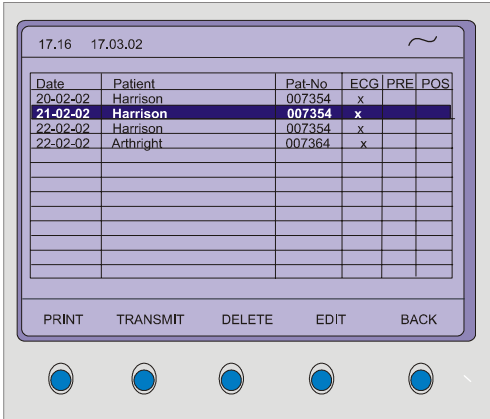 17.16 17.03.02
Date Patient Pat-No ECG PRE POS
20-02-02 Harrison 007354 x
21-02-02 Harrison 007354 x
22-02-02 Harrison 007354 x
22-02-02 Arthright 007364 x
PRINT TRANSMIT DELETE EDIT BACK